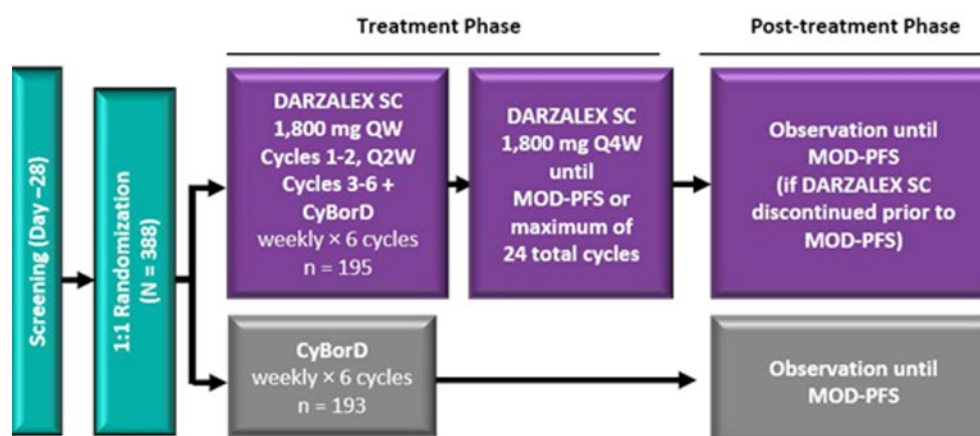 Treatment Phase
Post-treatment Phase
Screening (Day −28)
1:1 Randomization
(N = 388)
DARZALEX SC
1,800 mg QW
Cycles 1-2, Q2W
Cycles 3-6 +
CyBorD
weekly × 6 cycles
n = 195
DARZALEX SC
1,800 mg Q4W
until
MOD-PFS or
maximum of
24 total cycles
Observation until
MOD-PFS
(if DARZALEX SC
discontinued prior to
MOD-PFS)
CyBorD
weekly × 6 cycles
n = 193
Observation until
MOD-PFS